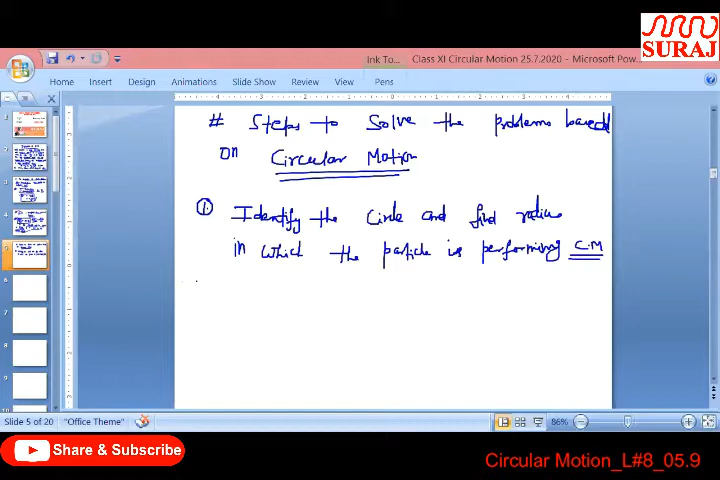 SURAJ
Ink To...
Class XI Circular Motion 25.7.2020 - Microsoft Pow...
Home Insert Design Animations Slide Show Review View Pens
# Steps to Solve the problems based
on Circular Motion
1. Identify the Circle and find radius
in which the particle is performing C.M
Slide 5 of 20 "Office Theme" 86%
Share & Subscribe
Circular Motion_L#8_05.9